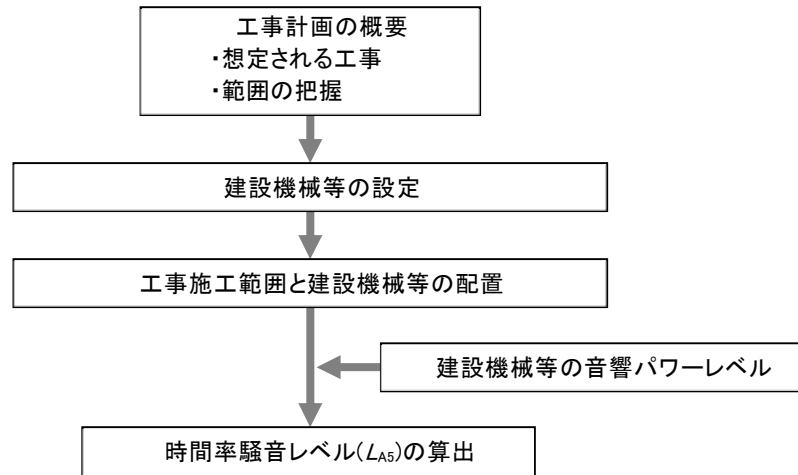 工事計画の概要
・想定される工事
・範囲の把握
建設機械等の設定
工事施工範囲と建設機械等の配置
建設機械等の音響パワーレベル
時間率騒音レベル(LA5)の算出